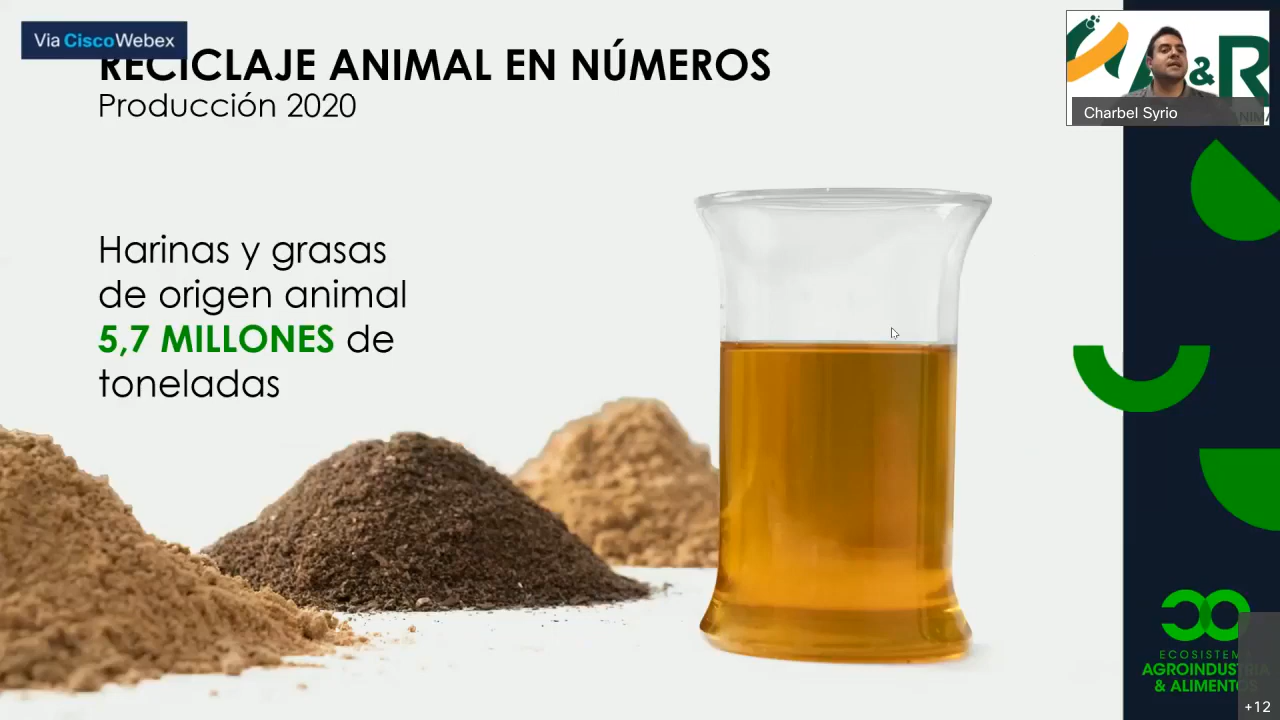 Via CiscoWebex
RECICLAJE ANIMAL EN NÚMEROS
Producción 2020
Harinas y grasas
de origen animal
5,7 MILLONES de
toneladas
&R
Charbel Syrio
ECOSISTEMA
AGROINDUSTRIA
& ALIMENTOS
+12